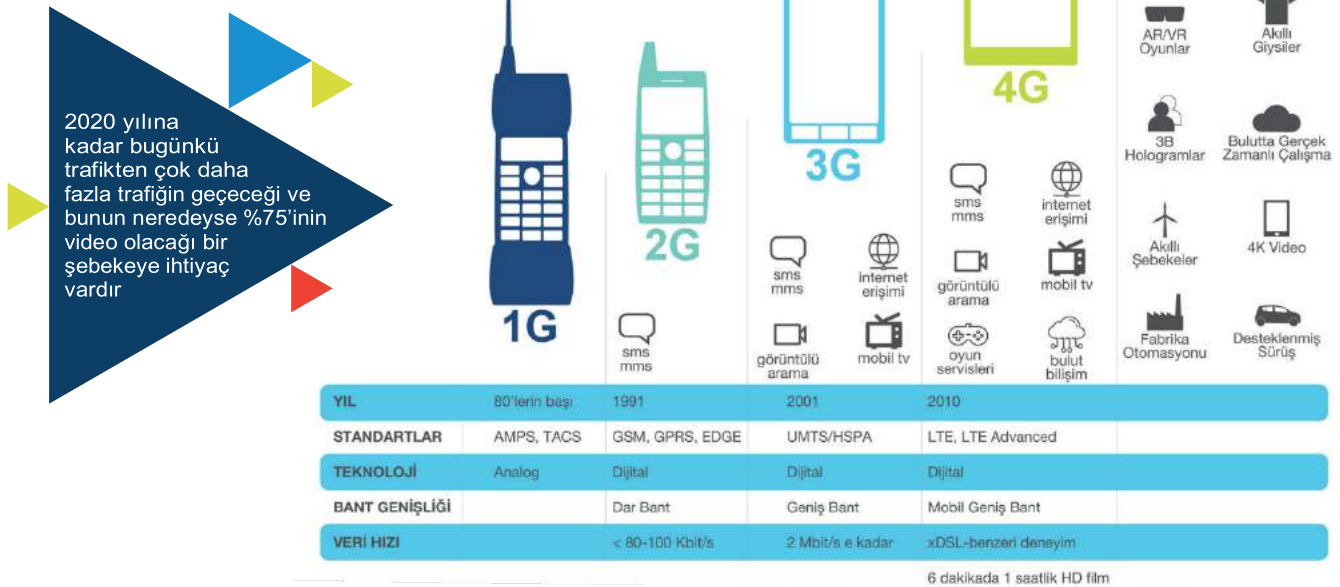 2020 yılına
kadar bugünkü
trafikten çok daha
fazla trafiğin geçeceği ve
bunun neredeyse %75'inin
video olacağı bir
şebekeye ihtiyaç
vardır
1G
2G
sms
mms
3G
sms
mms
internet
erişimi
görüntülü
arama
mobil tv
4G
sms
mms
internet
erişimi
görüntülü
arama
mobil tv
oyun
servisleri
bulut
bilişim
AR/VR
Oyunlar
Akıllı
Giysiler
3B
Hologramlar
Bulutta Gerçek
Zamanlı Çalışma
Akıllı
Şebekeler
4K Video
Fabrika
Otomasyonu
Desteklenmiş
Sürüş
YIL 80'lerin başı 1991 2001 2010
STANDARTLAR AMPS, TACS GSM, GPRS, EDGE UMTS/HSPA LTE, LTE Advanced
TEKNOLOJİ Analog Dijital Dijital Dijital
BANT GENİŞLİĞİ Dar Bant Geniş Bant Mobil Geniş Bant
VERİ HIZI < 80-100 Kbit/s 2 Mbit/s e kadar xDSL-benzeri deneyim
6 dakikada 1 saatlik HD film